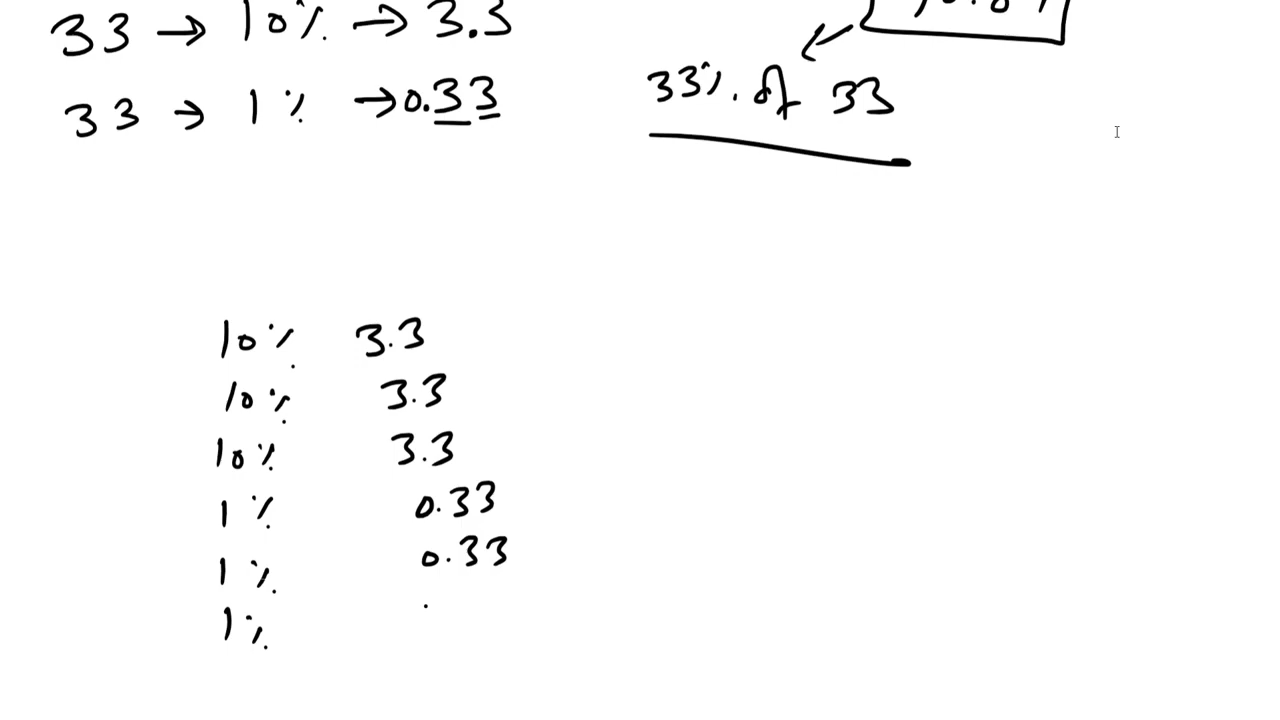 33 → 10% → 3.3
33 → 1% → 0.33
33% of 33
10% 3.3
10% 3.3
10% 3.3
1% 0.33
1% 0.33
1% .